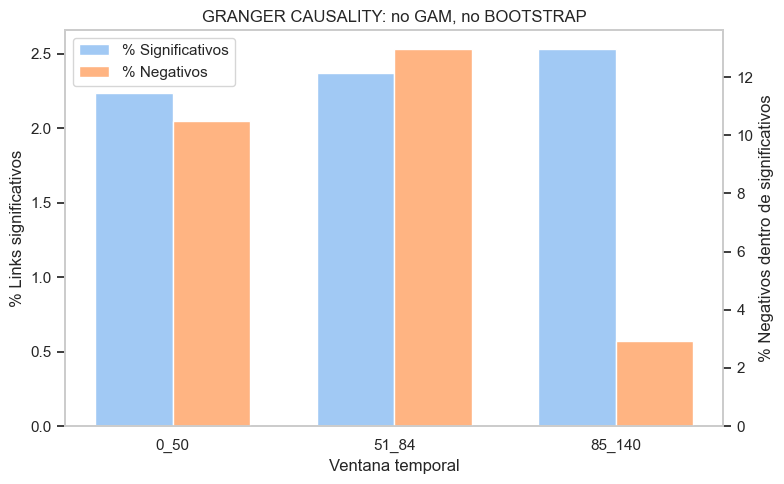 GRANGER CAUSALITY: no GAM, no BOOTSTRAP
% Significativos
% Negativos
% Links significativos
2.5
2.0
1.5
1.0
0.5
0.0
12
10
8
6
4
2
0
% Negativos dentro de significativos
0_50
51_84
85_140
Ventana temporal